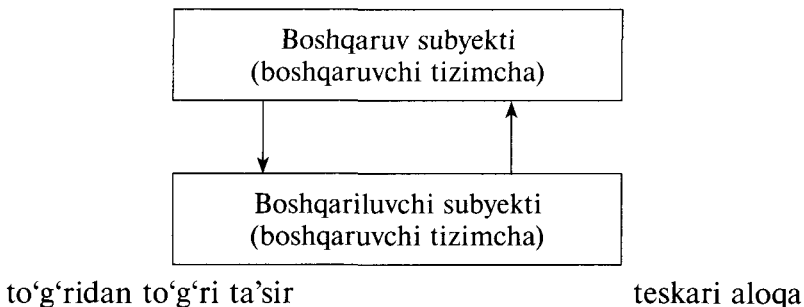 Boshqaruv subyekti
(boshqaruvchi tizimcha)
Boshqariluvchi subyekti
(boshqaruvchi tizimcha)
to‘g‘ridan to‘g‘ri ta’sir teskari aloqa